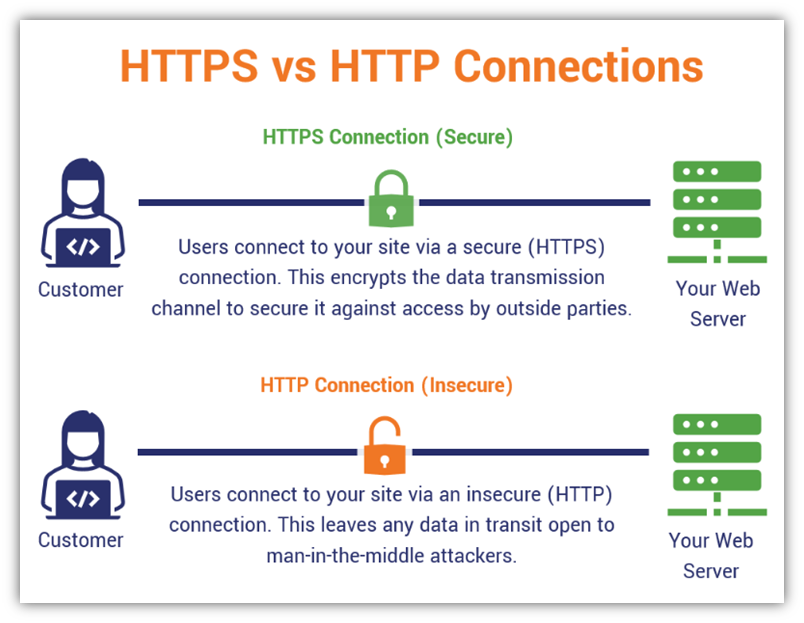 HTTPS vs HTTP Connections
HTTPS Connection (Secure)
</>
Customer
Users connect to your site via a secure (HTTPS)
connection. This encrypts the data transmission
channel to secure it against access by outside parties.
Your Web
Server
HTTP Connection (Insecure)
</>
Customer
Users connect to your site via an insecure (HTTP)
connection. This leaves any data in transit open to
man-in-the-middle attackers.
Your Web
Server